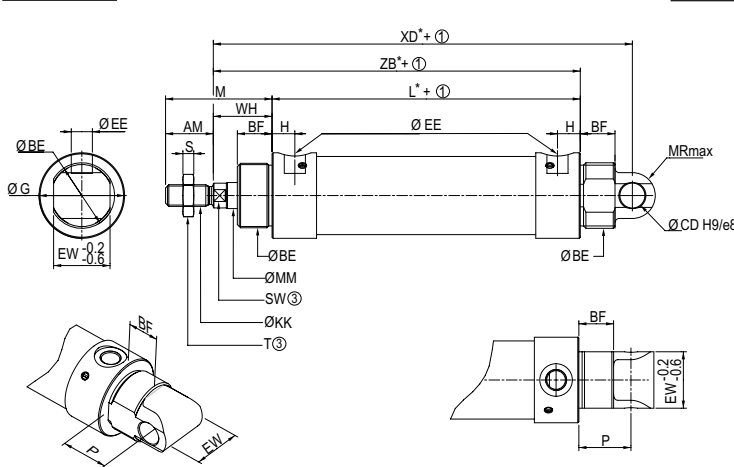 XD*+ ①
ZB*+ ①
M
L* + ①
WH
AM
BF
H
Ø EE
H
BF
S
MRmax
Ø EE
Ø BE
Ø G
EW -0.2 -0.6
Ø CD H9/e8
ØBE
ØBE
ØMM
SW③
ØKK
T③
BF
P
EW
BF
EW -0.2 -0.6
P